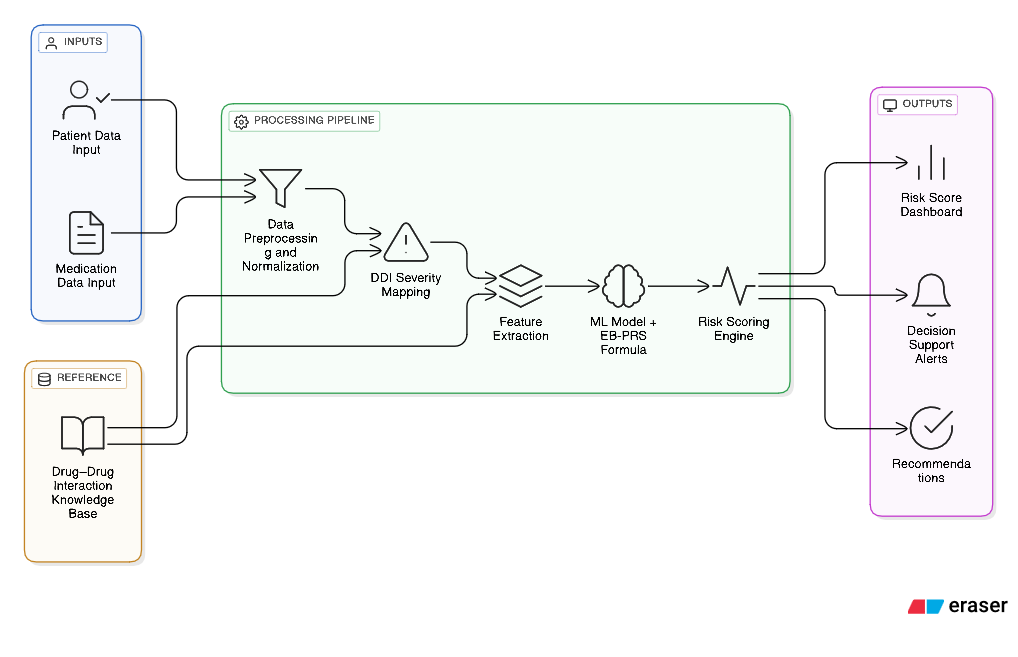 INPUTS
Patient Data
Input
Medication
Data Input
REFERENCE
Drug–Drug
Interaction
Knowledge
Base
PROCESSING PIPELINE
Data
Preprocessin
g and
Normalization
DDI Severity
Mapping
Feature
Extraction
ML Model +
EB-PRS
Formula
Risk Scoring
Engine
OUTPUTS
Risk Score
Dashboard
Decision
Support
Alerts
Recommenda
tions
eraser